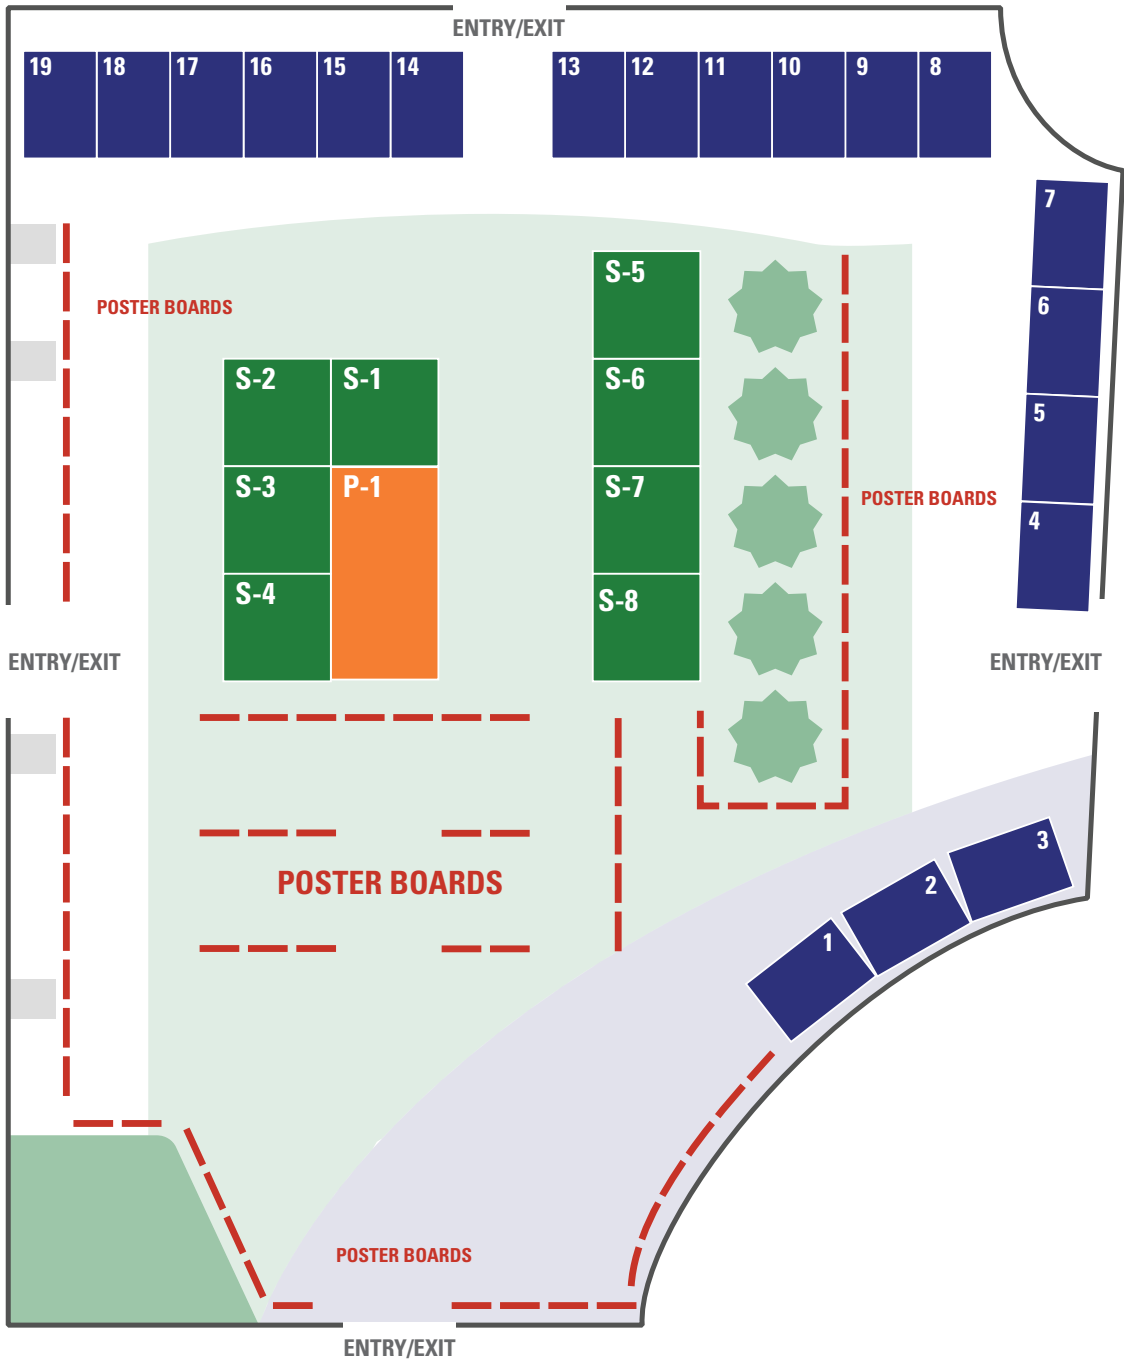 ENTRY/EXIT
19 18 17 16 15 14 13 12 11 10 9 8
7
S-5
6
POSTER BOARDS
S-2 S-1 S-6
5
S-3 P-1 S-7
POSTER BOARDS
4
S-4 S-8
ENTRY/EXIT ENTRY/EXIT
3
POSTER BOARDS
2
1
POSTER BOARDS
ENTRY/EXIT